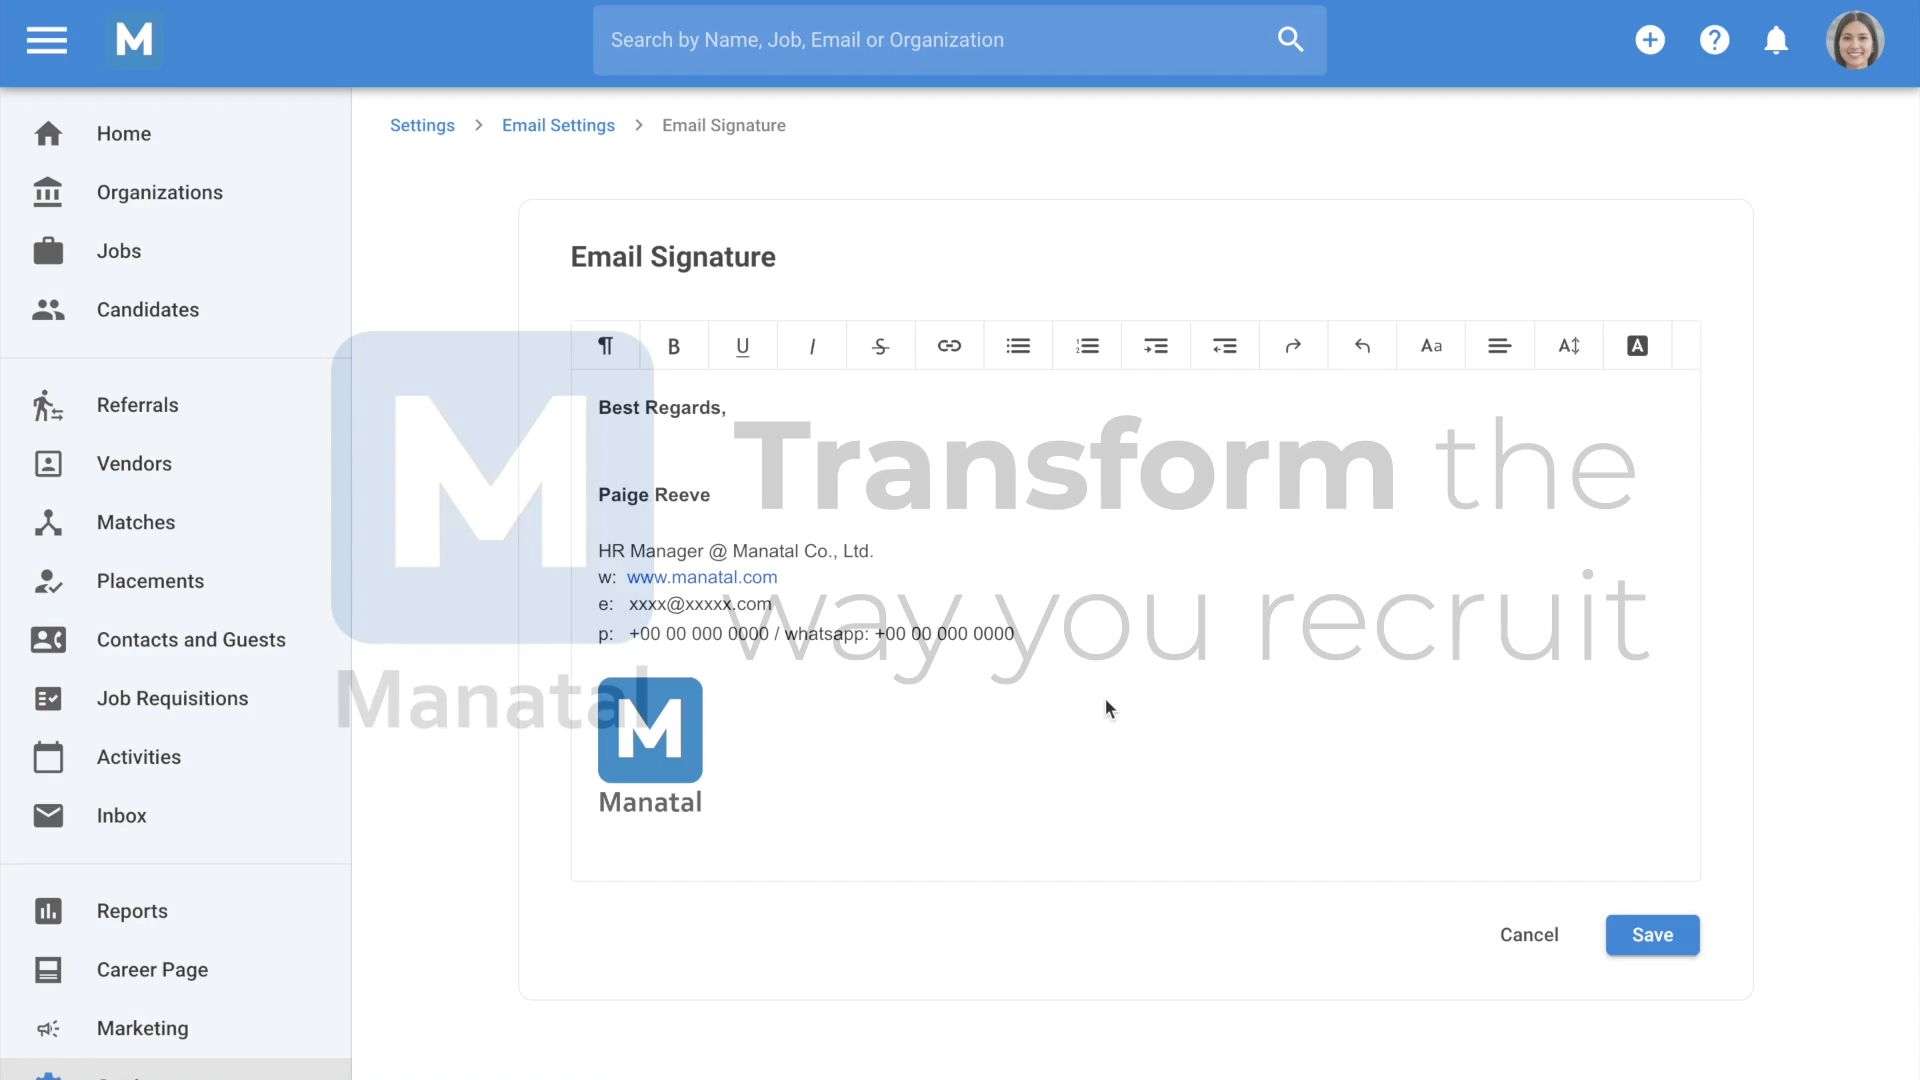 M
Search by Name, Job, Email or Organization
Home
Organizations
Jobs
Candidates
Referrals
Vendors
Matches
Placements
Contacts and Guests
Job Requisitions
Activities
Inbox
Reports
Career Page
Marketing
Settings > Email Settings > Email Signature
Email Signature
B U I S Aa A A
Best Regards,
Paige Reeve
HR Manager @ Manatal Co., Ltd.
w: www.manatal.com
e: xxxx@xxxxx.com
p: +00 00 000 0000 / whatsapp: +00 00 000 0000
M
Manatal
Cancel
Save
M
Manatal
Transform the
way you recruit